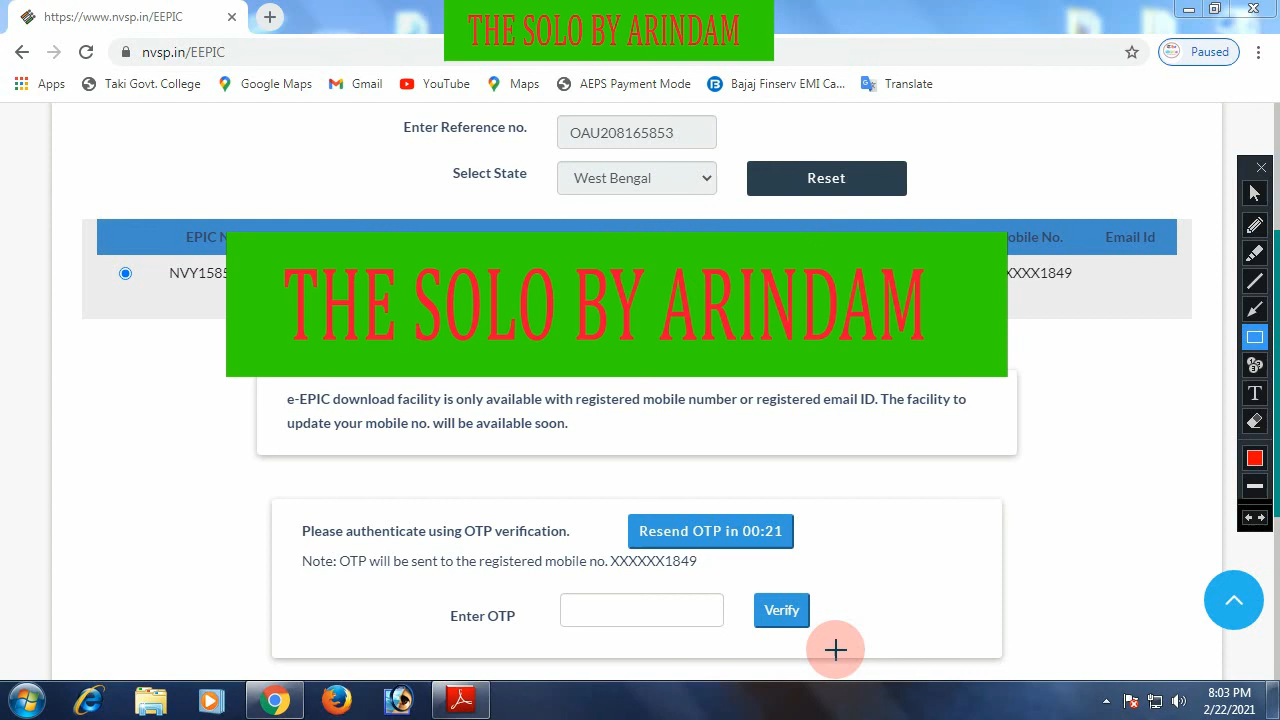 https://www.nvsp.in/EEPIC
THE SOLO BY ARINDAM
nvsp.in/EEPIC
Paused
Apps
Taki Govt. College
Google Maps
Gmail
YouTube
Maps
AEPS Payment Mode
Bajaj Finserv EMI Ca...
Translate
Enter Reference no.
OAU208165853
Select State
West Bengal
Reset
EPIC
obile No.
Email Id
NVY158
XXXX1849
THE SOLO BY ARINDAM
e-EPIC download facility is only available with registered mobile number or registered email ID. The facility to
update your mobile no. will be available soon.
Please authenticate using OTP verification.
Resend OTP in 00:21
Note: OTP will be sent to the registered mobile no. XXXXXX1849
Enter OTP
Verify
8:03 PM
2/22/2021